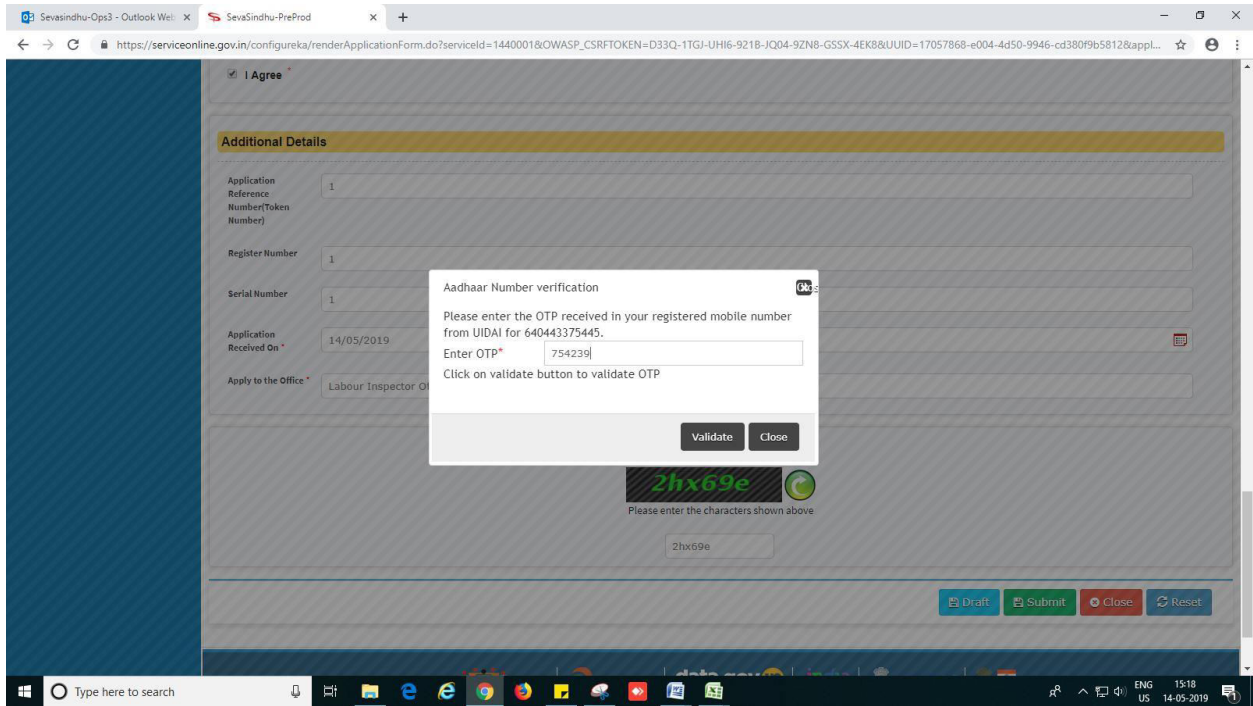 Sevasindhu-Ops3 - Outlook Web
SevaSindhu-PreProd
https://serviceonline.gov.in/configureka/renderApplicationForm.do?serviceId=1440001&OWASP_CSRFTOKEN=D33Q-1TGJ-UHI6-921B-JQ04-9ZN8-GSSX-4EK8&UUID=17057868-e004-4d50-9946-cd380f9b5812&appl...
I Agree *
Additional Details
Application
Reference
Number(Token
Number)
1
Register Number
1
Serial Number
1
Application
Received On *
14/05/2019
Apply to the Office *
Labour Inspector
Aadhaar Number verification
Please enter the OTP received in your registered mobile number
from UIDAI for 640443375445.
Enter OTP*
754239
Click on validate button to validate OTP
Validate
Close
2hx69e
Please enter the characters shown above
2hx69e
Draft
Submit
Close
Reset
Type here to search
ENG
US
15:18
14-05-2019